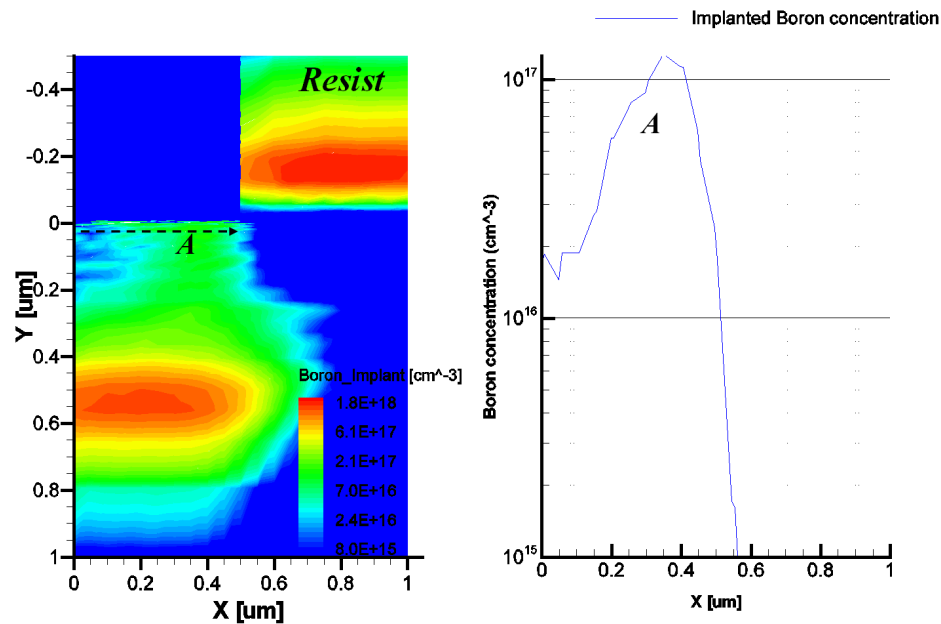 Implanted Boron concentration
Resist
-0.4
-0.2
0
0.2
0.4
0.6
0.8
1
Y [um]
A
Boron_Implant [cm^-3]
1.8E+18
6.1E+17
2.1E+17
7.0E+16
2.4E+16
8.0E+15
0 0.2 0.4 0.6 0.8 1
X [um]
10^17
10^16
10^15
Boron concentration (cm^-3)
A
0 0.2 0.4 0.6 0.8 1
X [um]